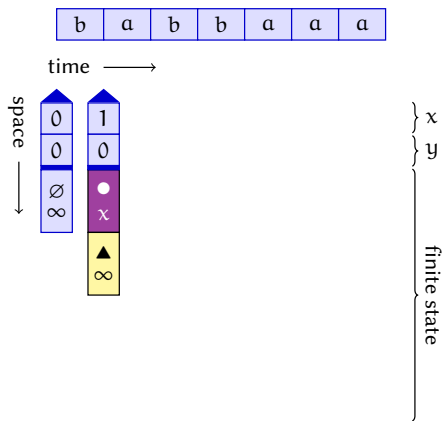 b a b b a a a
time
space
0 1 x
0 0 y
∅ ●
∞ x
▲
∞
finite state